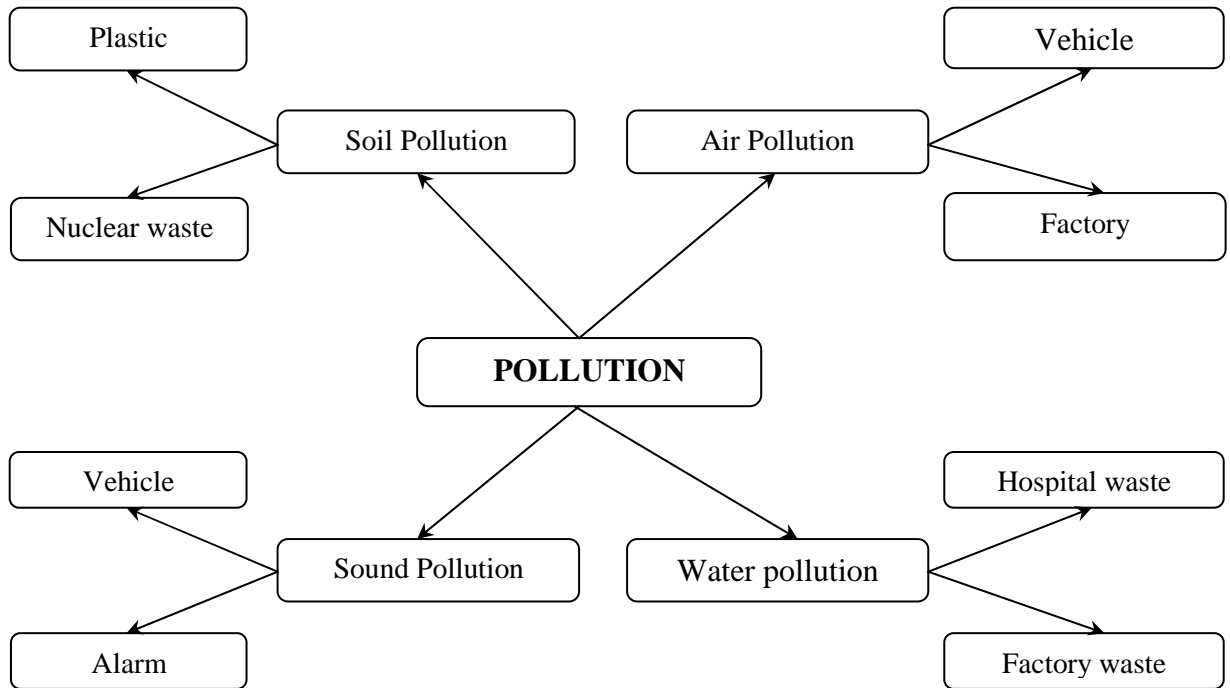 Plastic
Vehicle
Soil Pollution
Air Pollution
Nuclear waste
Factory
POLLUTION
Vehicle
Hospital waste
Sound Pollution
Water pollution
Alarm
Factory waste